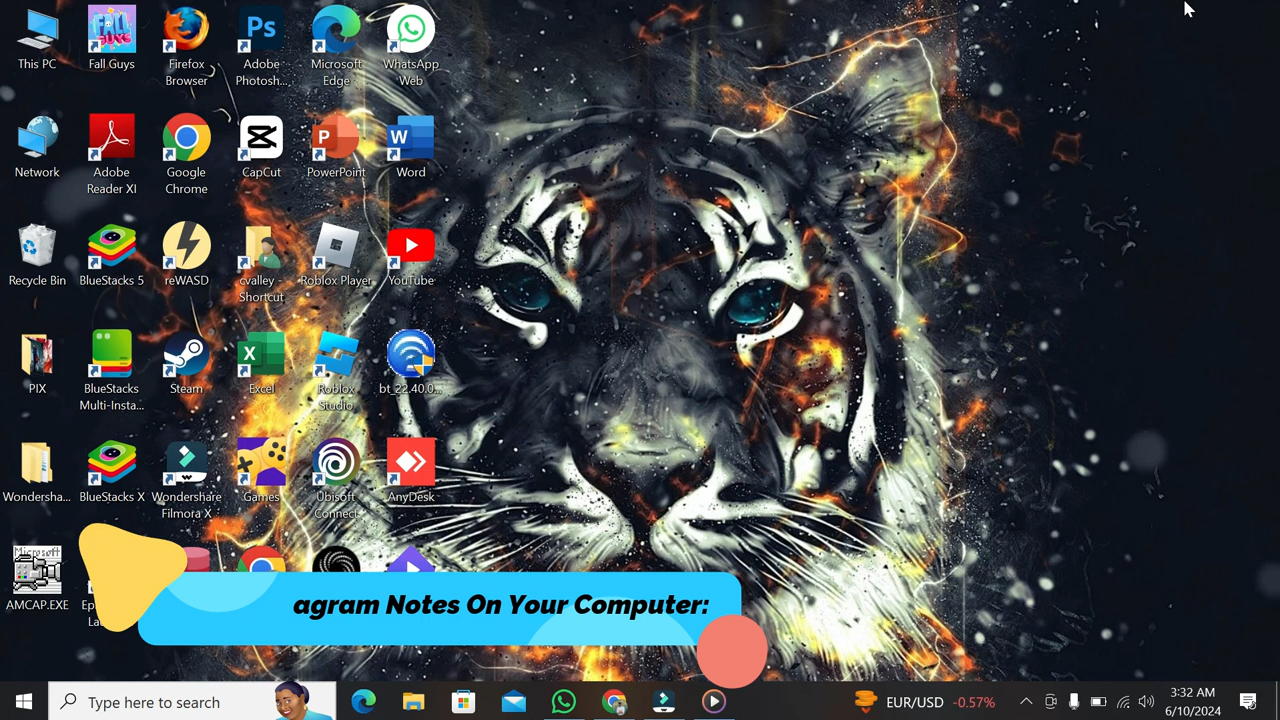 This PC
Fall Guys
Firefox
Browser
Ps
Adobe
Photosh...
Microsoft
Edge
WhatsApp
Web
Network
Adobe
Reader XI
Google
Chrome
CapCut
P
PowerPoint
W
Word
Recycle Bin
BlueStacks 5
reWASD
cvalley -
Shortcut
Roblox Player
YouTube
PIX
BlueStacks
Multi-Insta...
Steam
X
Excel
Roblox
Studio
bt_22.40.0...
Wondersha...
BlueStacks X
Wondershare
Filmora X
Games
Ubisoft
Connect
AnyDesk
Microsoft
AMCAP.EXE
agram Notes On Your Computer:
Type here to search
EUR/USD -0.57%
3:32 AM
6/10/2024